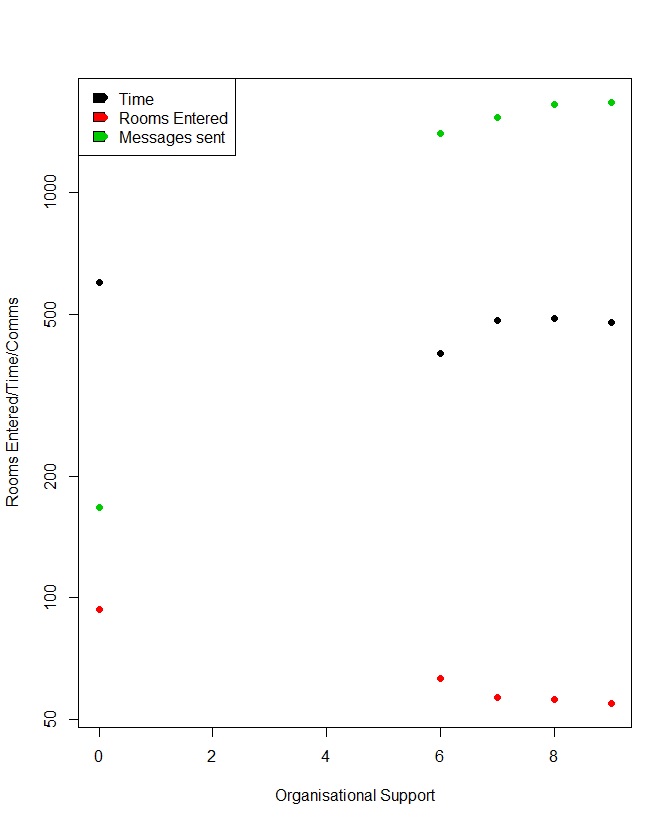 Time
Rooms Entered
Messages sent
Rooms Entered/Time/Comms
1000
500
200
100
50
0 2 4 6 8
Organisational Support